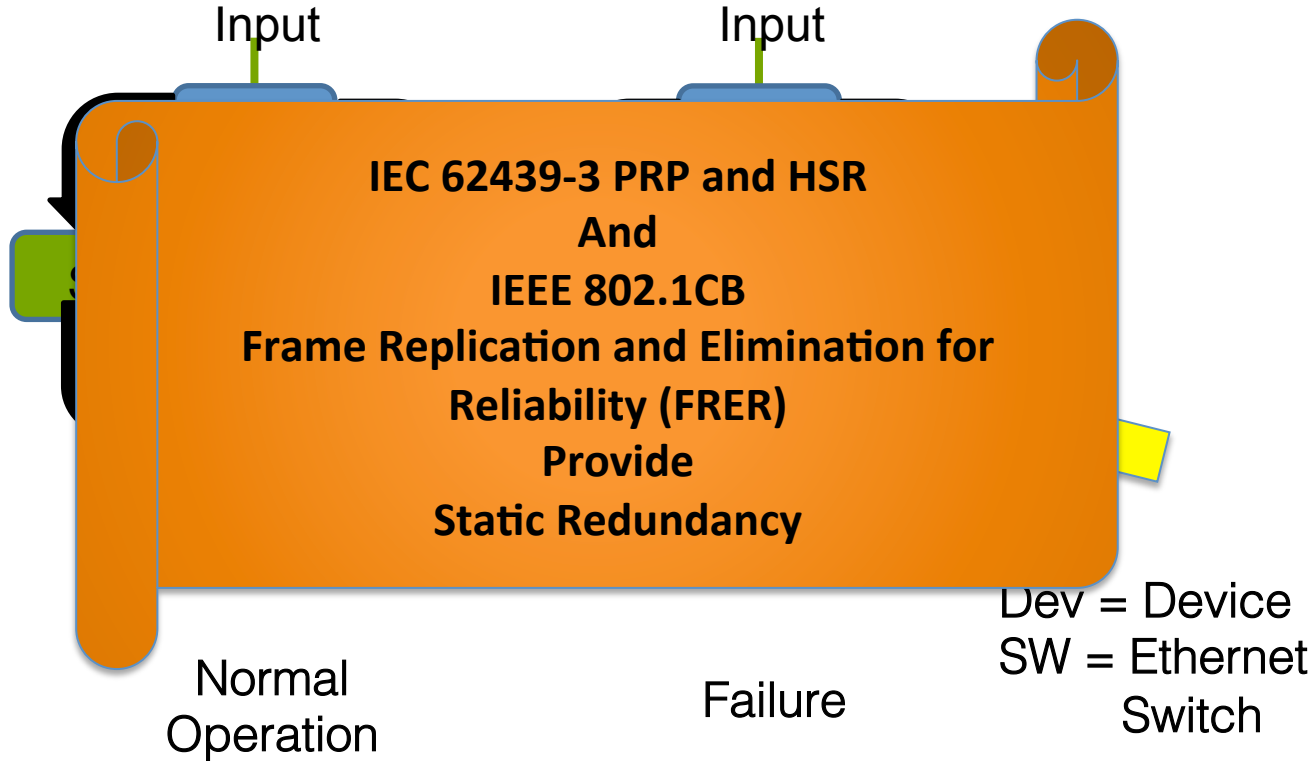 Input
Input
IEC 62439-3 PRP and HSR
And
IEEE 802.1CB
Frame Replication and Elimination for
Reliability (FRER)
Provide
Static Redundancy
Dev = Device
SW = Ethernet
Switch
Normal
Operation
Failure